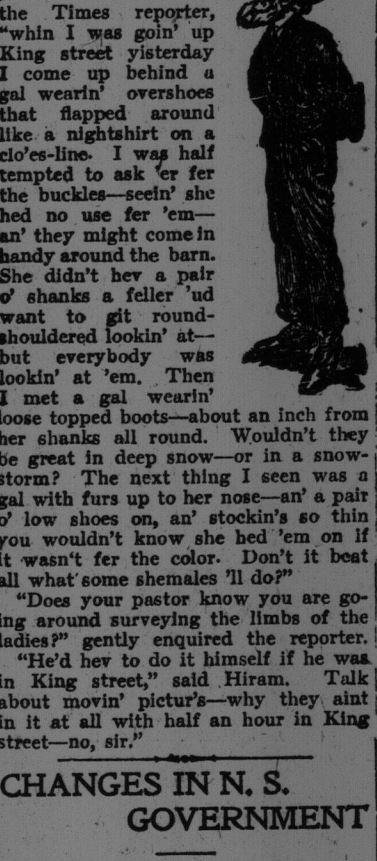 the Times reporter,
"whin I was goin' up
King street yisterday
I come up behind a
gal wearin' overshoes
that flapped around
like a nightshirt on a
clo'es-line. I was half
tempted to ask 'er fer
the buckles—seein' she
hed no use fer 'em—
an' they might come in
handy around the barn.
She didn't hev a pair
o' shanks a feller 'ud
want to git round-
shouldered lookin' at—
but everybody was
lookin' at 'em. Then
I met a gal wearin'
loose topped boots—about an inch from
her shanks all round. Wouldn't they
be great in deep snow—or in a snow-
storm? The next thing I seen was a
gal with furs up to her nose—an' a pair
o' low shoes on, an' stockin's so thin
you wouldn't know she hed 'em on if
it wasn't fer the color. Don't it beat
all what some shemales 'll do?"
"Does your pastor know you are go-
ing around surveying the limbs of the
ladies?" gently enquired the reporter.
"He'd hev to do it himself if he was
in King street," said Hiram. Talk
about movin' pictur's—why they aint
in it at all with half an hour in King
street—no, sir."
CHANGES IN N. S.
GOVERNMENT